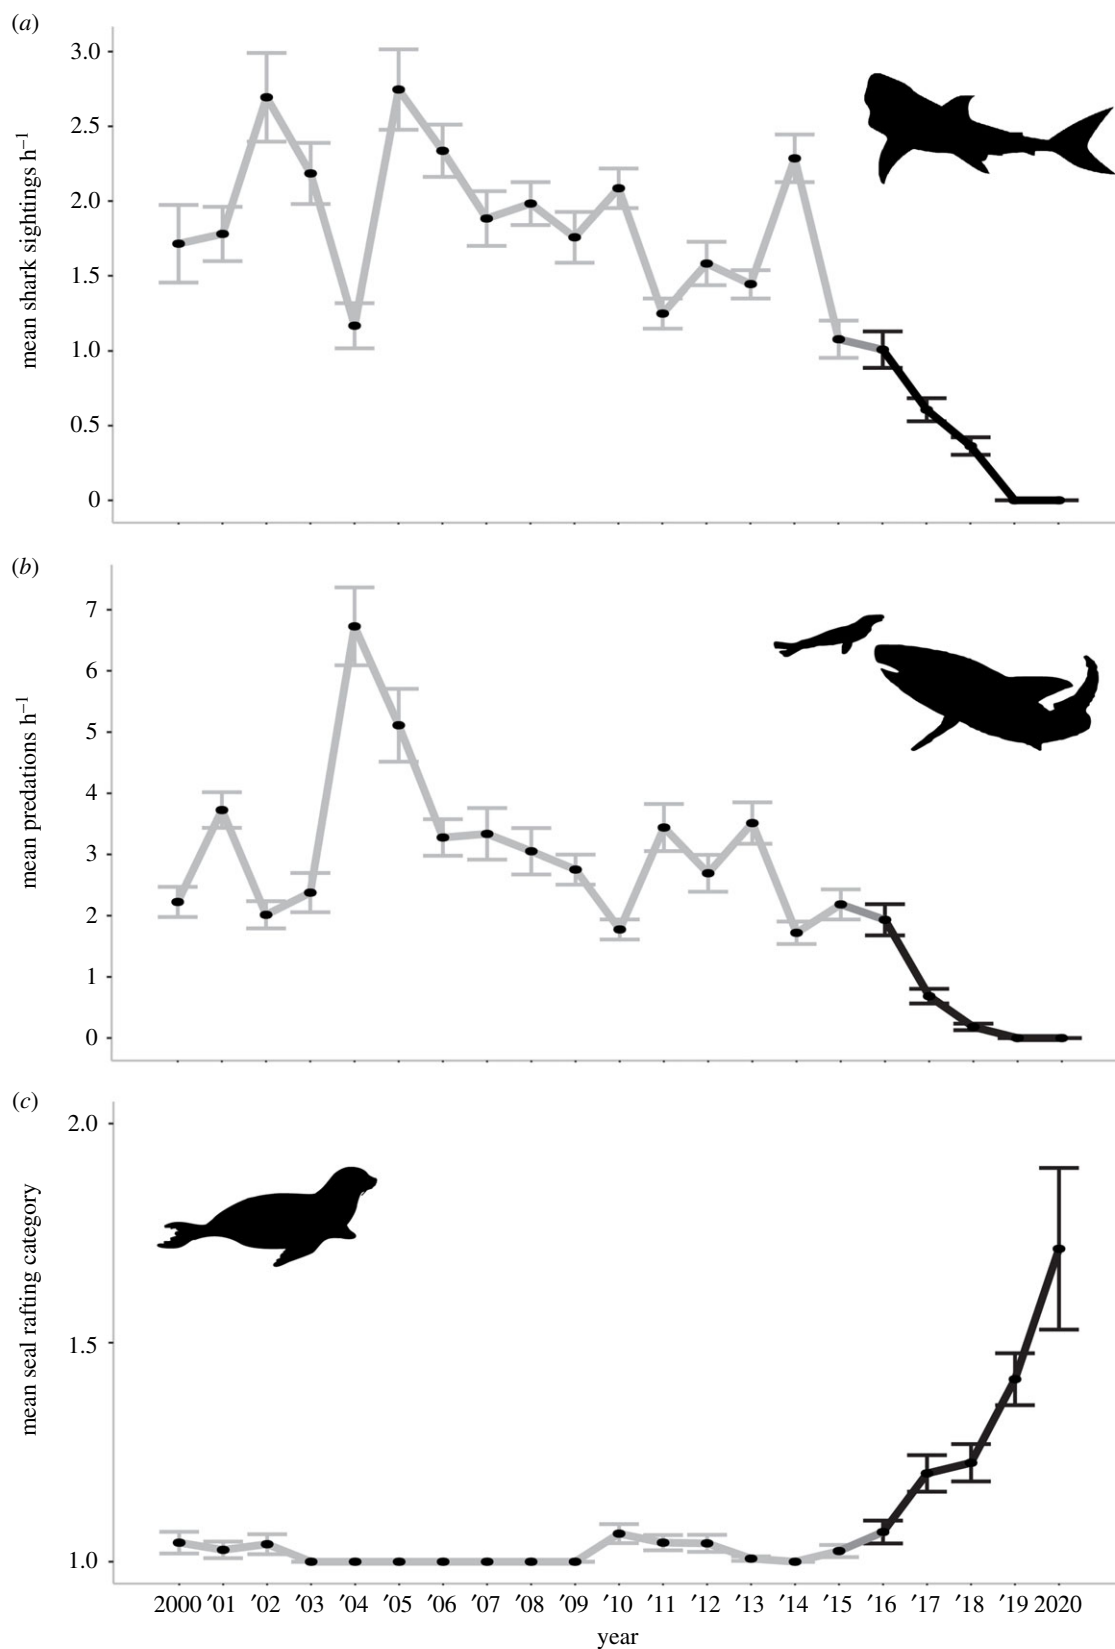 (a)
3.0
2.5
2.0
1.5
1.0
0.5
0
mean shark sightings h⁻¹
(b)
7
6
5
4
3
2
1
0
mean predations h⁻¹
(c)
2.0
1.5
1.0
mean seal rafting category
2000 ′01 ′02 ′03 ′04 ′05 ′06 ′07 ′08 ′09 ′10 ′11 ′12 ′13 ′14 ′15 ′16 ′17 ′18 ′19 2020
year